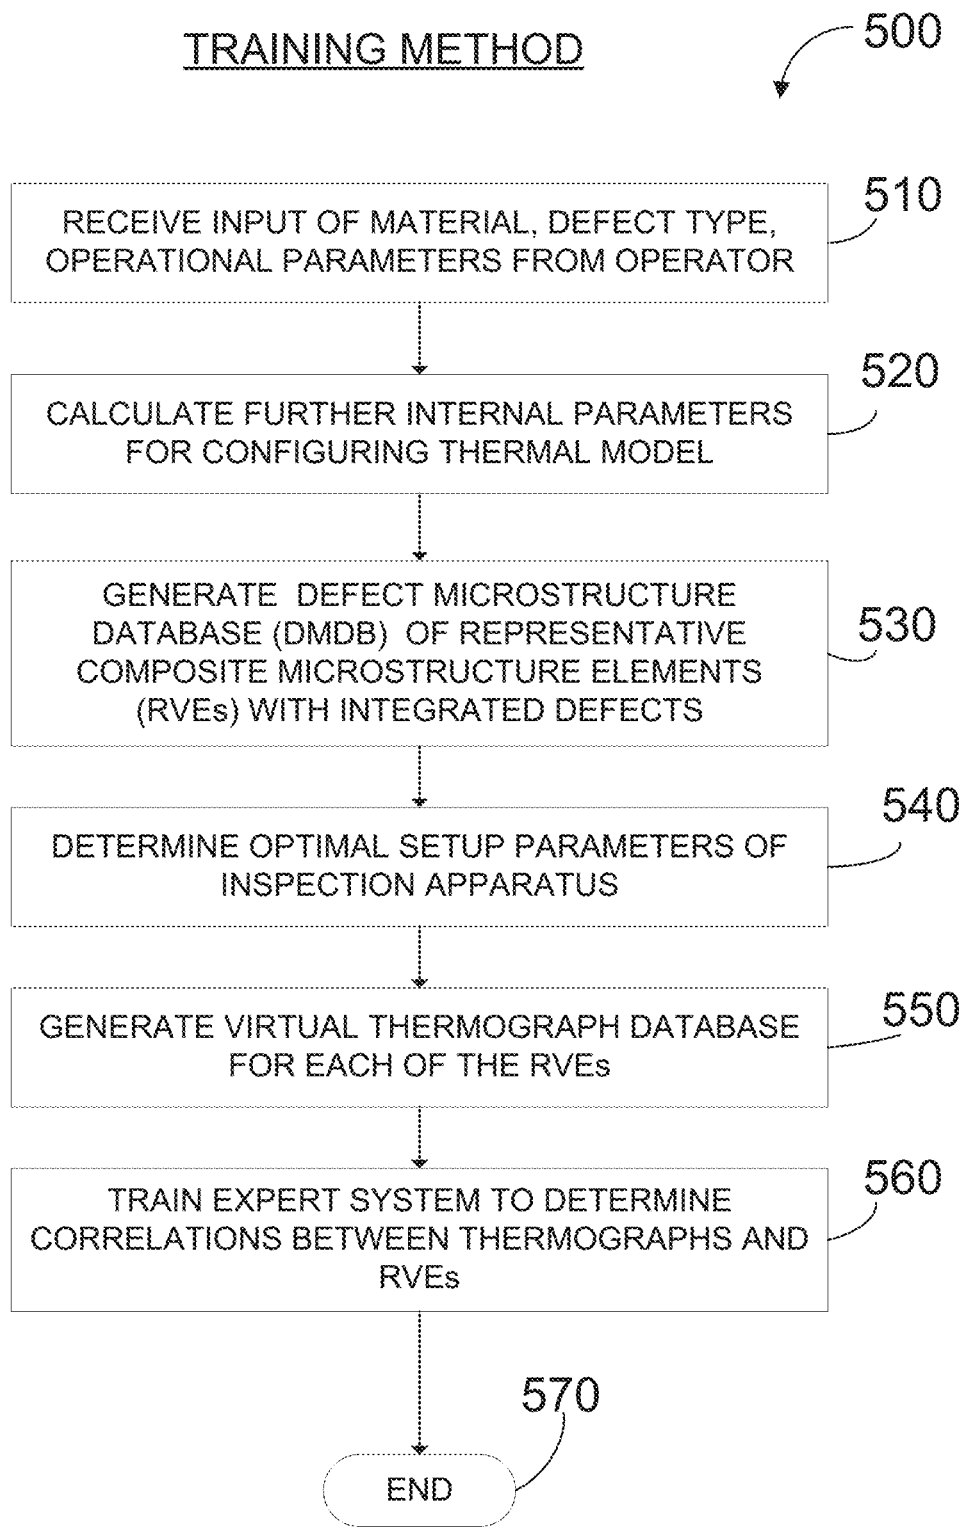 TRAINING METHOD
500
510
RECEIVE INPUT OF MATERIAL, DEFECT TYPE,
OPERATIONAL PARAMETERS FROM OPERATOR
520
CALCULATE FURTHER INTERNAL PARAMETERS
FOR CONFIGURING THERMAL MODEL
530
GENERATE DEFECT MICROSTRUCTURE
DATABASE (DMDB) OF REPRESENTATIVE
COMPOSITE MICROSTRUCTURE ELEMENTS
(RVEs) WITH INTEGRATED DEFECTS
540
DETERMINE OPTIMAL SETUP PARAMETERS OF
INSPECTION APPARATUS
550
GENERATE VIRTUAL THERMOGRAPH DATABASE
FOR EACH OF THE RVEs
560
TRAIN EXPERT SYSTEM TO DETERMINE
CORRELATIONS BETWEEN THERMOGRAPHS AND
RVEs
570
END